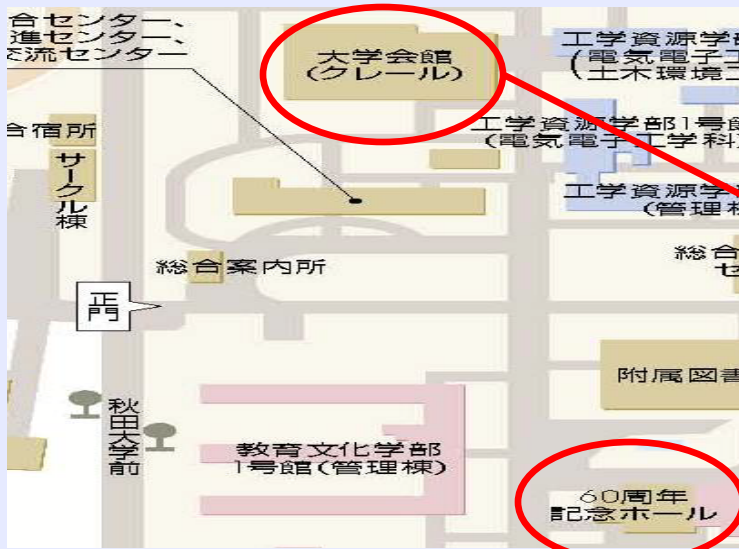 合センター、
進センター、
交流センター
大学会館
(クレール)
工学資源学部
(電気電子工
(土木環境工
工学資源学部1号館
(電気電子工学科)
合宿所
サークル棟
工学資源学
(管理棟
総合案内所
総合
セ
正門
附属図書
秋田大学前
教育文化学部
1号館(管理棟)
60周年
記念ホール